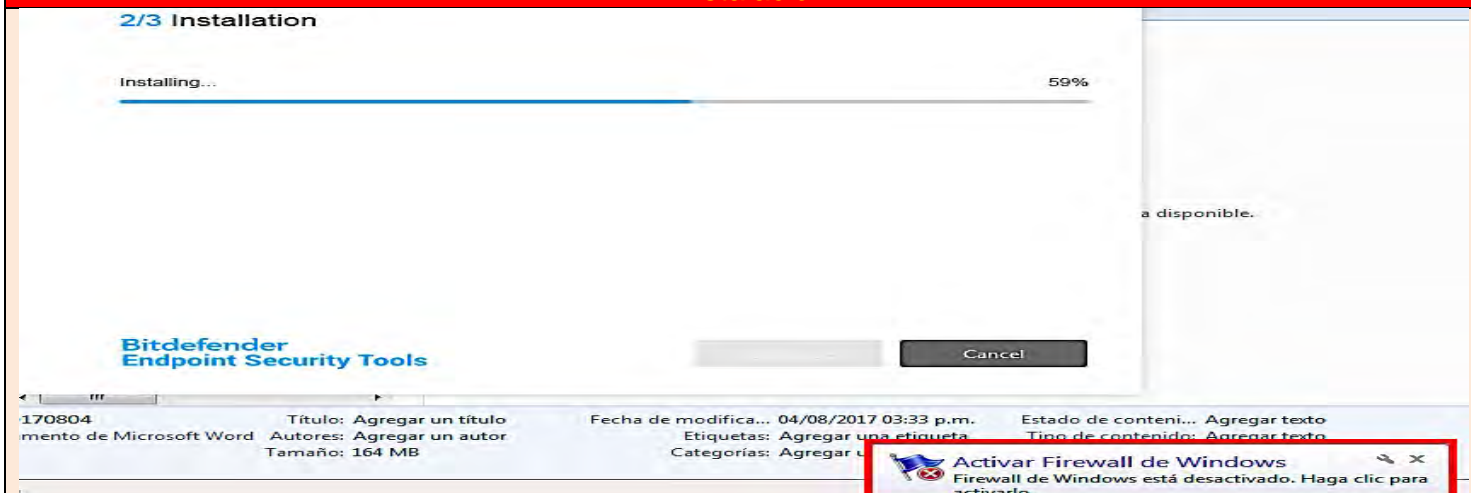 2/3 Installation
Installing... 59%
a disponible.
Bitdefender
Endpoint Security Tools
Cancel
170804 Título: Agregar un título Fecha de modifica... 04/08/2017 03:33 p.m. Estado de conteni... Agregar texto
mento de Microsoft Word Autores: Agregar un autor Etiquetas: Agregar una etiqueta Tipo de contenido: Agregar texto
Tamaño: 164 MB Categorías: Agregar u
Activar Firewall de Windows
Firewall de Windows está desactivado. Haga clic para
activarlo